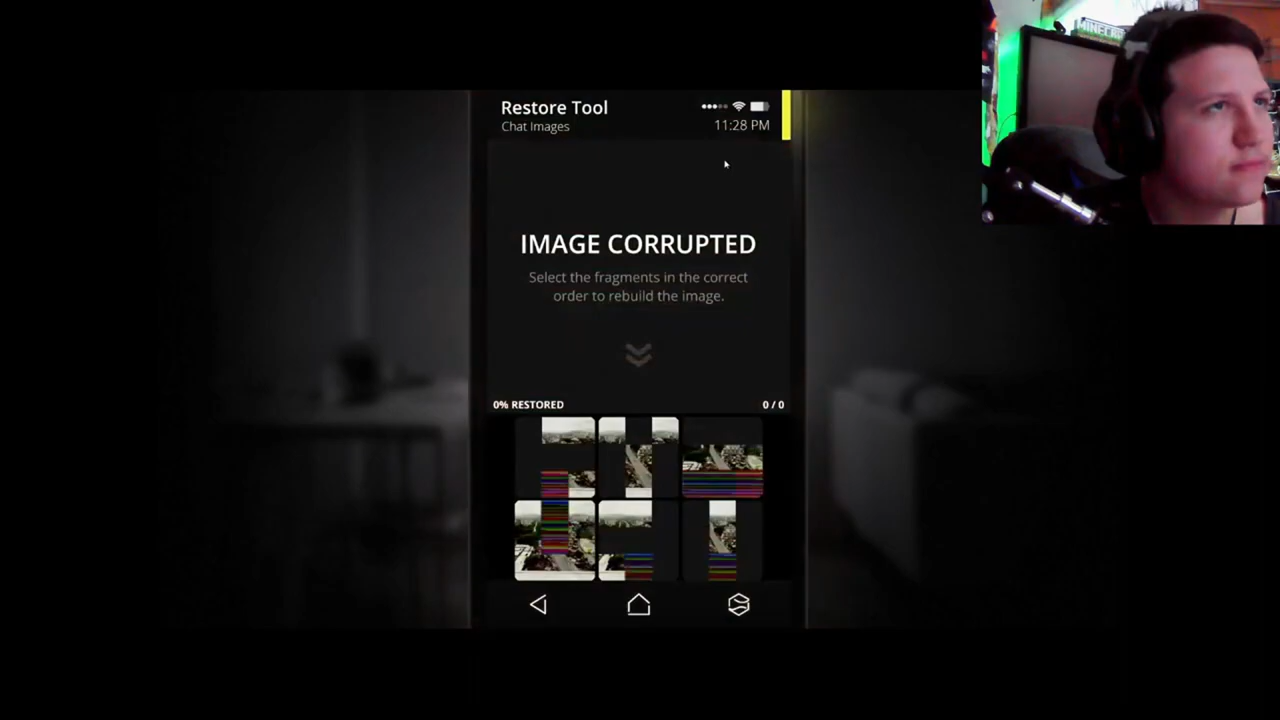 MINECR
Restore Tool
Chat Images
11:28 PM
IMAGE CORRUPTED
Select the fragments in the correct
order to rebuild the image.
0% RESTORED
0 / 0